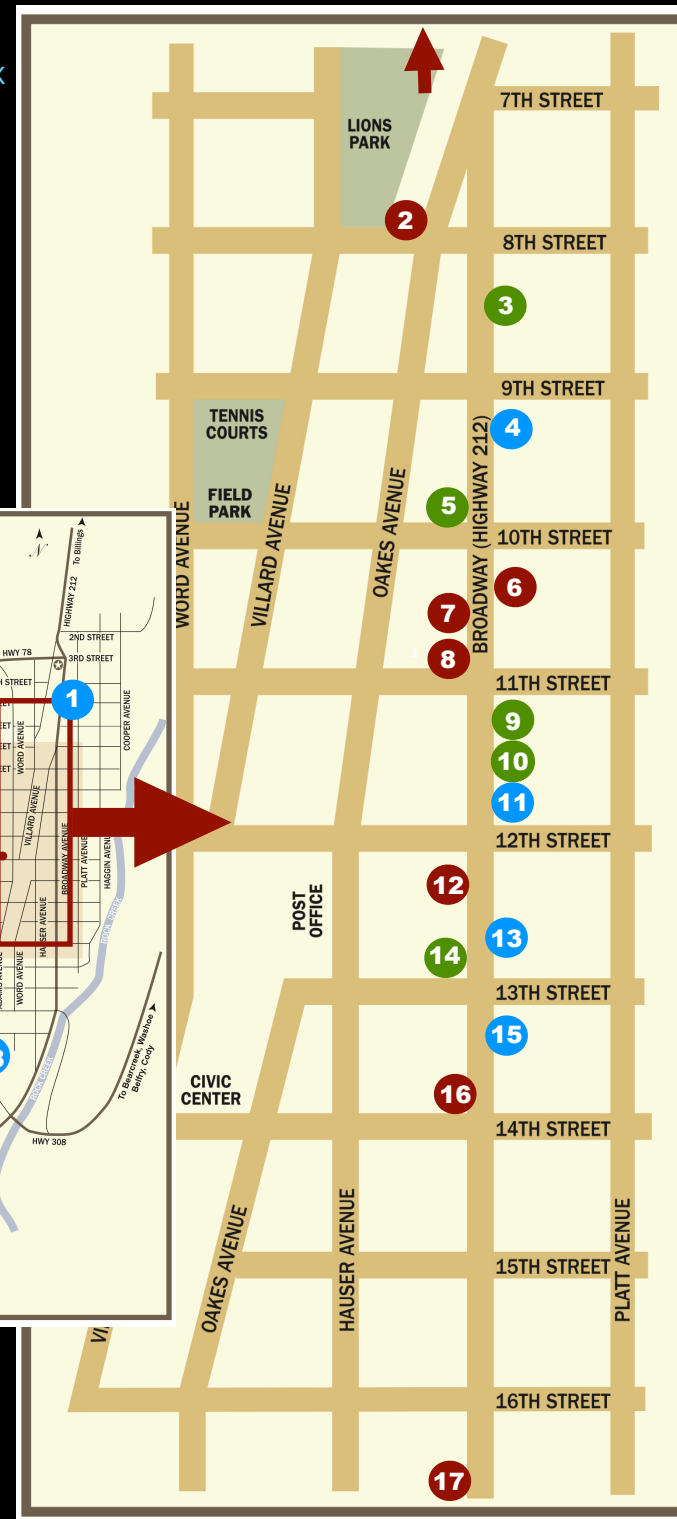 LIONS
PARK
7TH STREET
2
8TH STREET
3
9TH STREET
TENNIS
COURTS
4
FIELD
PARK
5
WORD AVENUE
VILLARD AVENUE
OAKES AVENUE
BROADWAY (HIGHWAY 212)
10TH STREET
6
7
8
11TH STREET
9
10
11
12TH STREET
12
POST
OFFICE
13
14
13TH STREET
15
CIVIC
CENTER
16
14TH STREET
OAKES AVENUE
HAUSER AVENUE
15TH STREET
PLATT AVENUE
16TH STREET
17
N
To Billings
HIGHWAY 212
2ND STREET
HWY 78
3RD STREET
H STREET
1
WORD AVENUE
COOPER AVENUE
VILLARD AVENUE
BROADWAY AVENUE
PLATT AVENUE
HAGGIN AVENUE
HAUSER AVENUE
ROCK CREEK
WORD AVENUE
ROCK CREEK
To Bearcreek, Washoe
Belfry, Cody
HWY 308